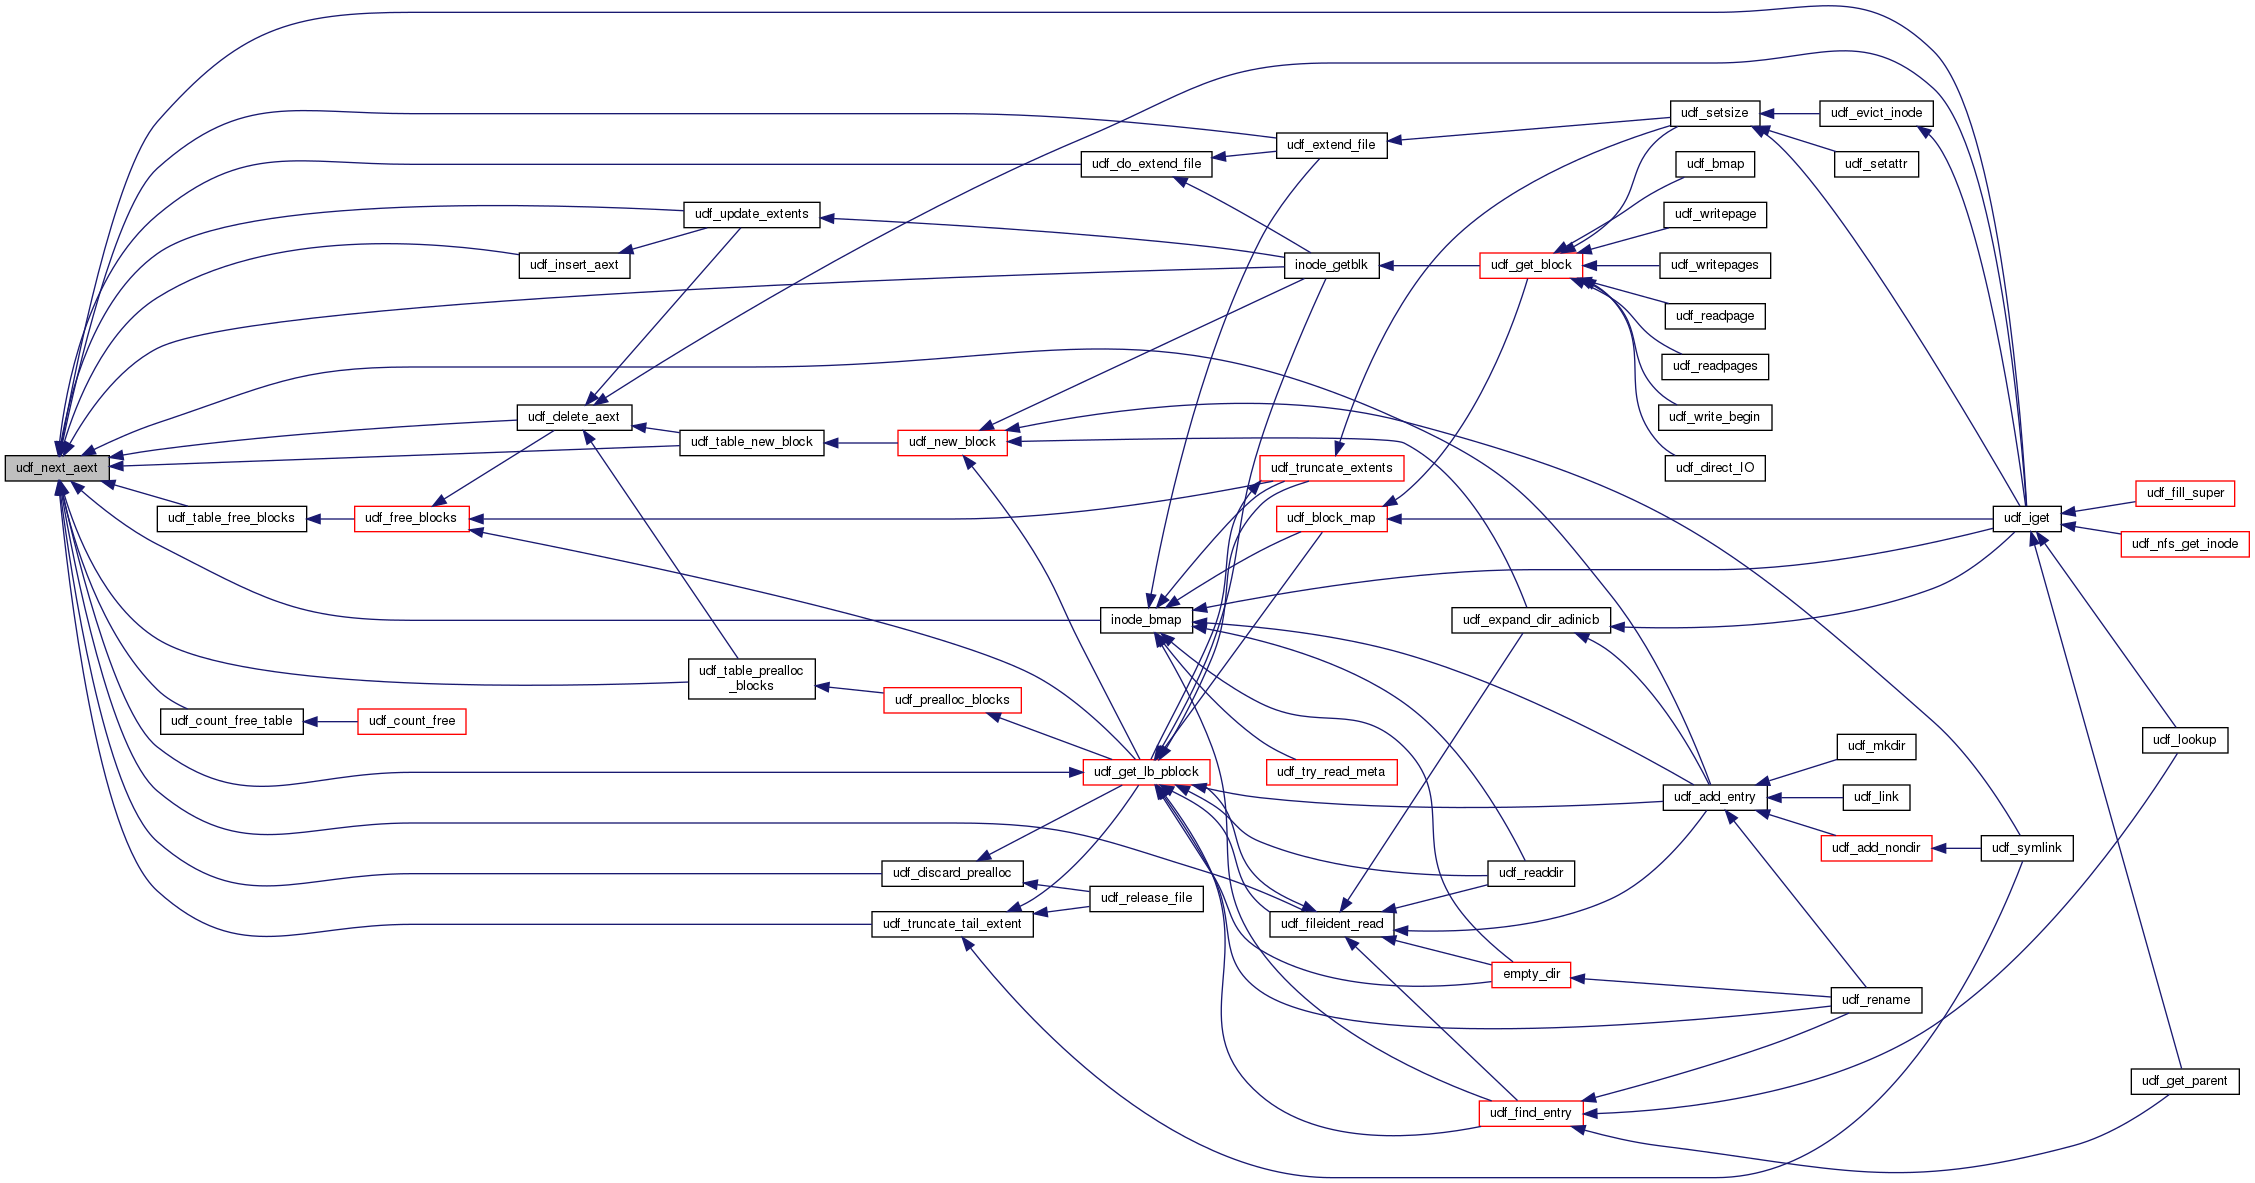 udf_next_aext
udf_table_free_blocks
udf_count_free_table
udf_free_blocks
udf_count_free
udf_insert_aext
udf_delete_aext
udf_update_extents
udf_table_new_block
udf_table_prealloc
_blocks
udf_new_block
udf_prealloc_blocks
udf_discard_prealloc
udf_truncate_tail_extent
udf_do_extend_file
inode_bmap
udf_get_lb_pblock
udf_release_file
udf_extend_file
inode_getblk
udf_truncate_extents
udf_block_map
udf_try_read_meta
udf_fileident_read
udf_get_block
udf_expand_dir_adinicb
udf_readdir
empty_dir
udf_find_entry
udf_setsize
udf_bmap
udf_writepage
udf_writepages
udf_readpage
udf_readpages
udf_write_begin
udf_direct_IO
udf_add_entry
udf_evict_inode
udf_setattr
udf_mkdir
udf_link
udf_add_nondir
udf_rename
udf_iget
udf_symlink
udf_fill_super
udf_nfs_get_inode
udf_lookup
udf_get_parent